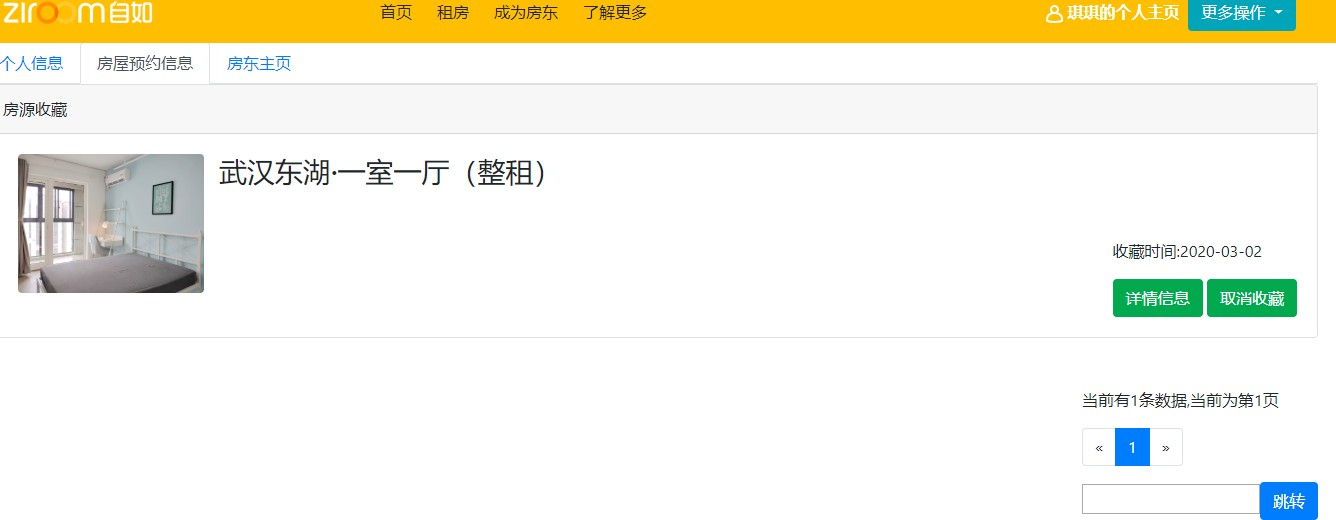 ziroom自如 首页 租房 成为房东 了解更多 琪琪的个人主页 更多操作
个人信息 房屋预约信息 房东主页
房源收藏
武汉东湖·一室一厅（整租）
收藏时间:2020-03-02
详情信息 取消收藏
当前有1条数据,当前为第1页
« 1 »
跳转